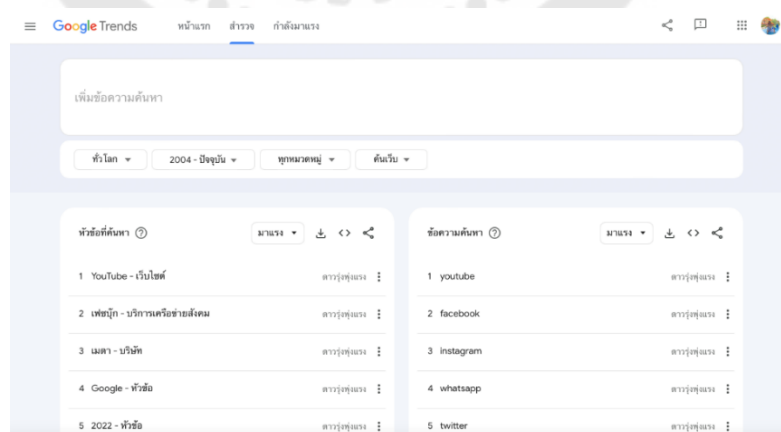 Google Trends หน้าแรก สำรวจ กำลังมาแรง
เพิ่มข้อความค้นหา
ทั่วโลก 2004 - ปัจจุบัน ทุกหมวดหมู่ ค้นเว็บ
หัวข้อที่ค้นหา มาแรง
1 YouTube - เว็บไซต์ ดาวรุ่งพุ่งแรง
2 เฟซบุ๊ก - บริการเครือข่ายสังคม ดาวรุ่งพุ่งแรง
3 เมตา - บริษัท ดาวรุ่งพุ่งแรง
4 Google - หัวข้อ ดาวรุ่งพุ่งแรง
5 2022 - หัวข้อ ดาวรุ่งพุ่งแรง
ข้อความค้นหา มาแรง
1 youtube ดาวรุ่งพุ่งแรง
2 facebook ดาวรุ่งพุ่งแรง
3 instagram ดาวรุ่งพุ่งแรง
4 whatsapp ดาวรุ่งพุ่งแรง
5 twitter ดาวรุ่งพุ่งแรง